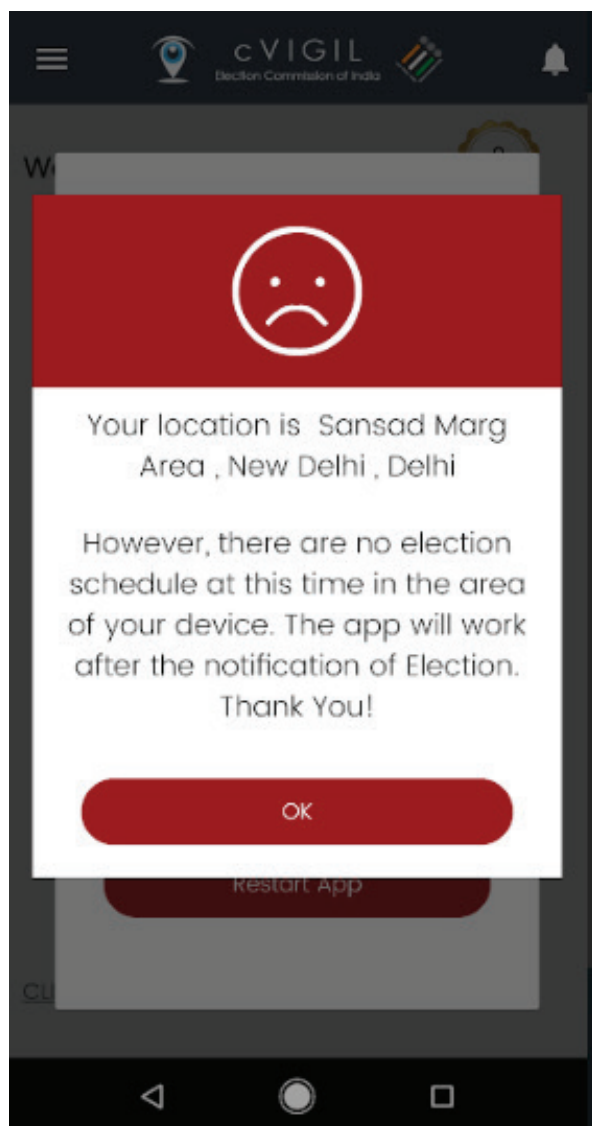 cVIGIL
Election Commission of India
Your location is Sansad Marg
Area , New Delhi , Delhi
However, there are no election
schedule at this time in the area
of your device. The app will work
after the notification of Election.
Thank You!
OK
Restart App